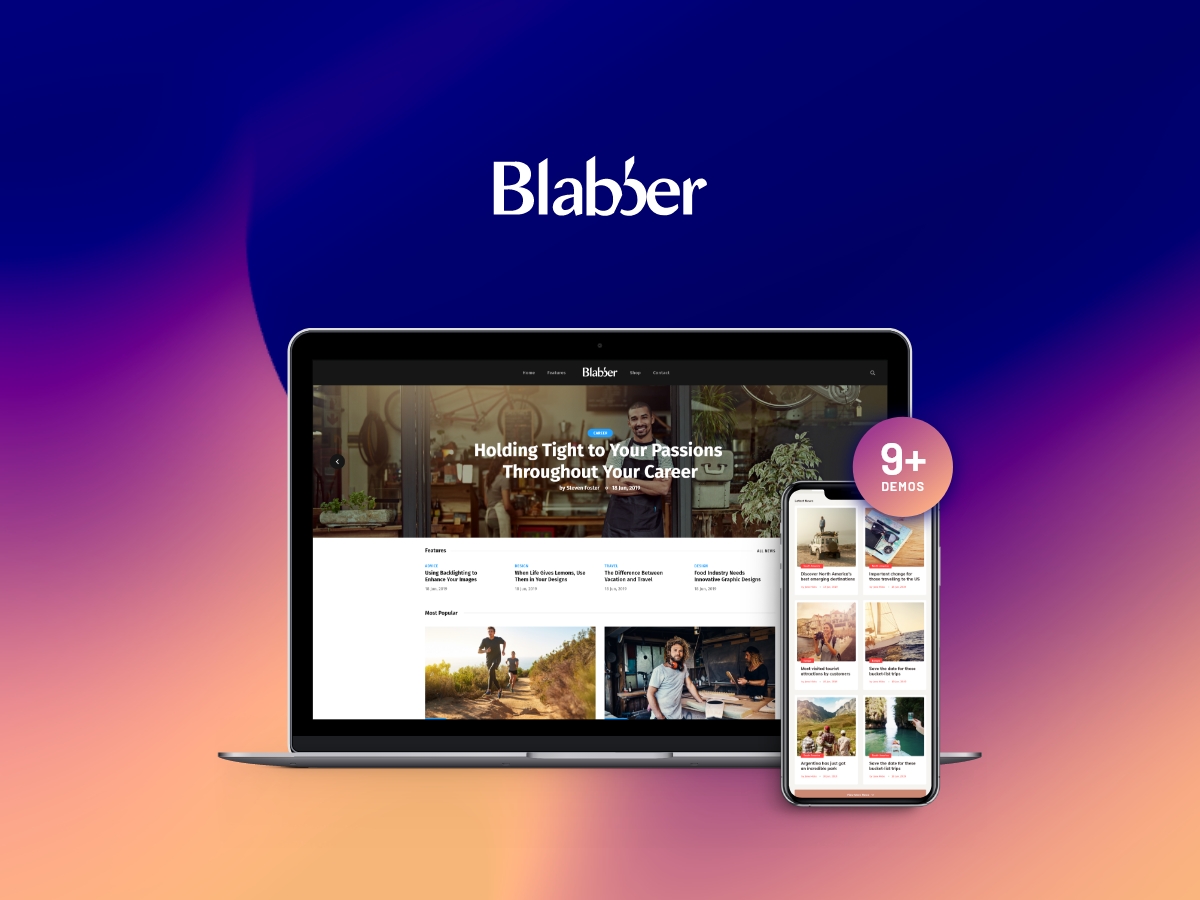 Blabber
Home Features Blabber Shop Contact
CAREER
Holding Tight to Your Passions
Throughout Your Career
by Steven Foster 18 Jun, 2019
9+
DEMOS
Features
ALL NEWS
ADVICE
Using Backlighting to
Enhance Your Images
18 Jun, 2019
DESIGN
When Life Gives Lemons, Use
Them in Your Designs
18 Jun, 2019
TRAVEL
The Difference Between
Vacation and Travel
18 Jun, 2019
DESIGN
Food Industry Needs
Innovative Graphic Designs
18 Jun, 2019
Most Popular
Latest News
Discover North America's
best emerging destinations
Important change for
those travelling to the US
Meet visited tourist
attractions by customers
Save the date for these
bucket-list trips
Argentina has just got
an incredible park
Save the date for these
bucket-list trips